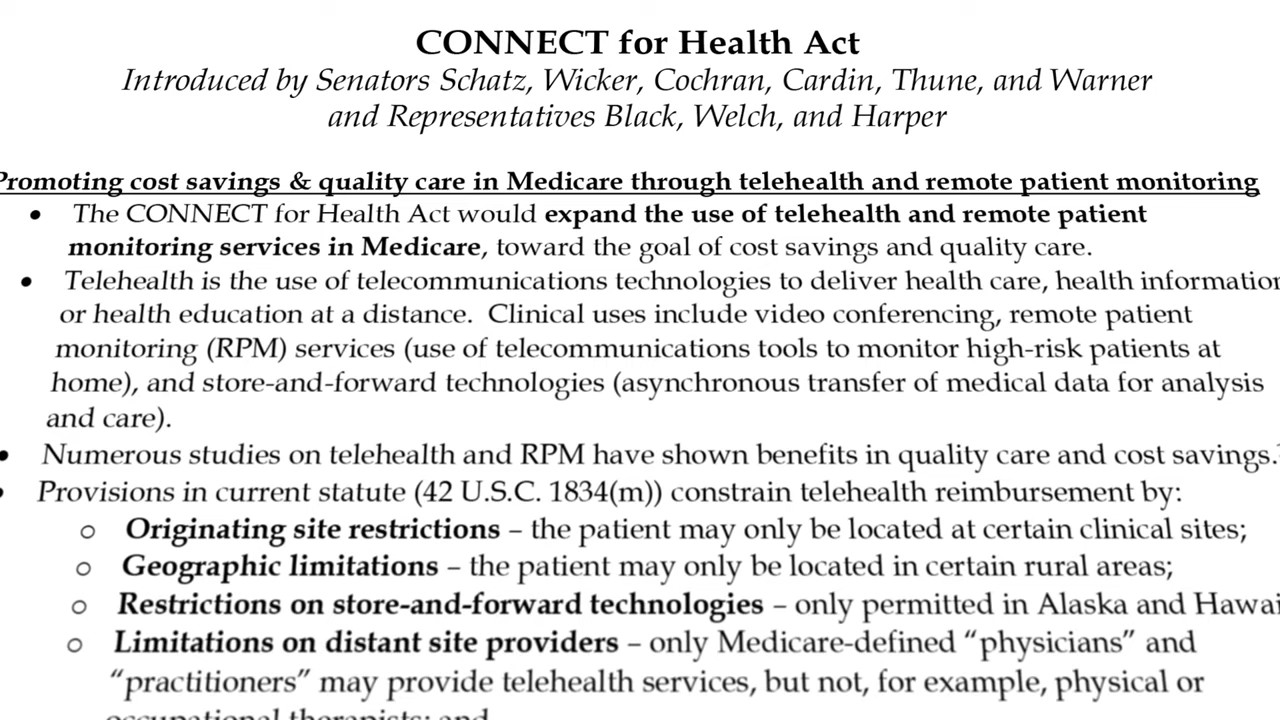 CONNECT for Health Act
Introduced by Senators Schatz, Wicker, Cochran, Cardin, Thune, and Warner
and Representatives Black, Welch, and Harper
Promoting cost savings & quality care in Medicare through telehealth and remote patient monitoring
• The CONNECT for Health Act would expand the use of telehealth and remote patient
monitoring services in Medicare, toward the goal of cost savings and quality care.
• Telehealth is the use of telecommunications technologies to deliver health care, health information
or health education at a distance. Clinical uses include video conferencing, remote patient
monitoring (RPM) services (use of telecommunications tools to monitor high-risk patients at
home), and store-and-forward technologies (asynchronous transfer of medical data for analysis
and care).
• Numerous studies on telehealth and RPM have shown benefits in quality care and cost savings.
• Provisions in current statute (42 U.S.C. 1834(m)) constrain telehealth reimbursement by:
o Originating site restrictions – the patient may only be located at certain clinical sites;
o Geographic limitations – the patient may only be located in certain rural areas;
o Restrictions on store-and-forward technologies – only permitted in Alaska and Hawai
o Limitations on distant site providers – only Medicare-defined “physicians” and
“practitioners” may provide telehealth services, but not, for example, physical or
occupational therapists; and